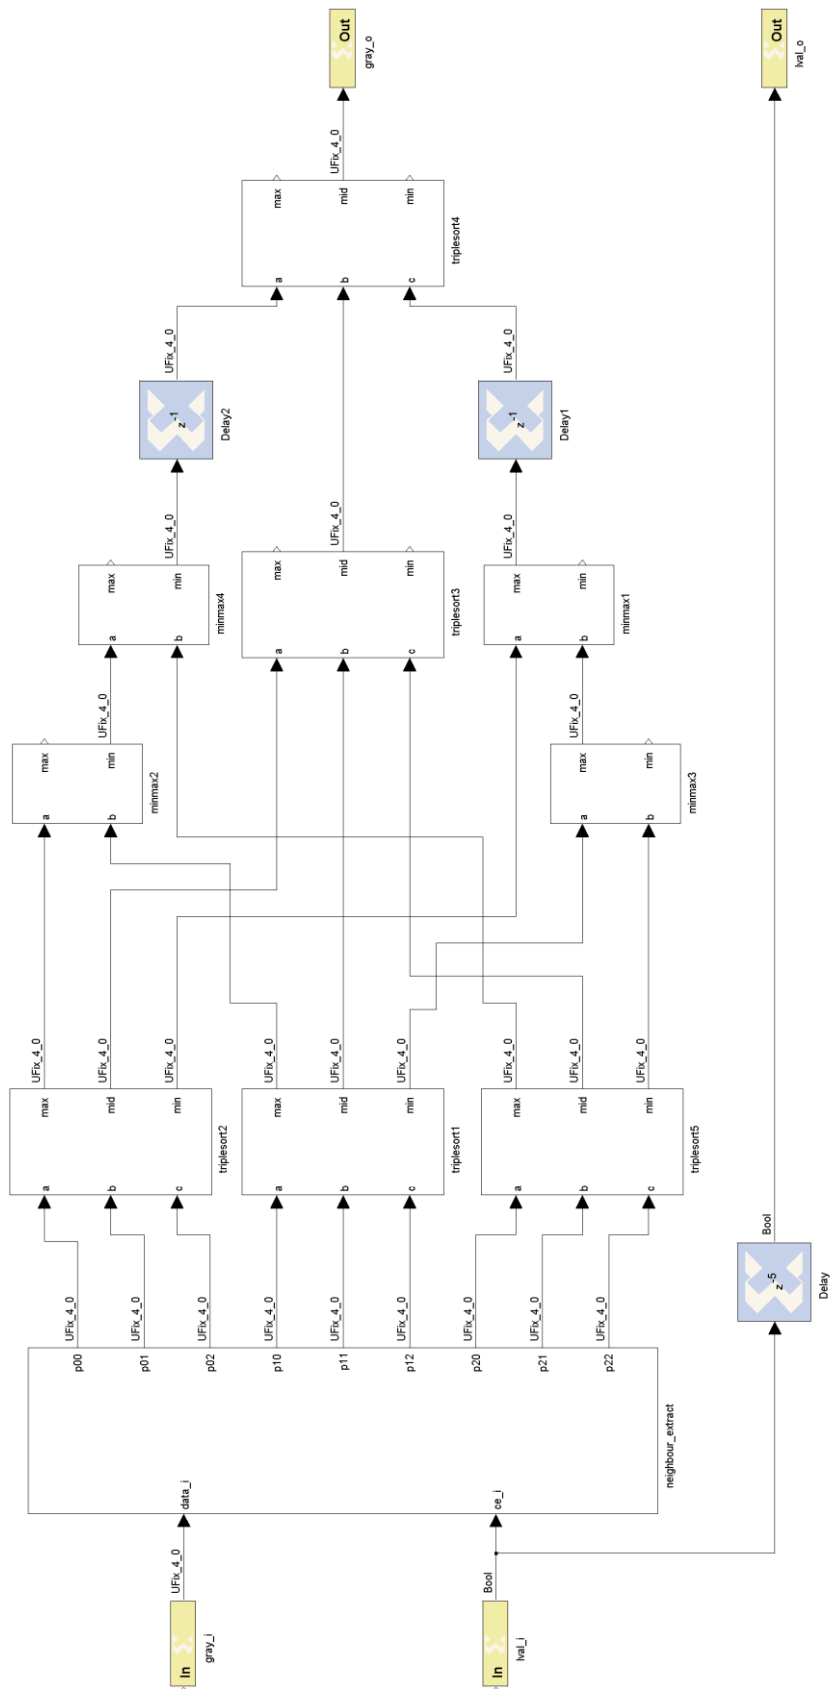 In
gray_i
UFix_4_0
In
lval_i
Bool
data_i
ce_i
p00
p01
p02
p10
p11
p12
p20
p21
p22
neighbour_extract
UFix_4_0
UFix_4_0
UFix_4_0
UFix_4_0
UFix_4_0
UFix_4_0
UFix_4_0
UFix_4_0
UFix_4_0
z-5
Delay
Bool
a max
b mid
c min
triplesort2
UFix_4_0
UFix_4_0
UFix_4_0
a max
b mid
c min
triplesort1
UFix_4_0
UFix_4_0
UFix_4_0
a max
b mid
c min
triplesort5
UFix_4_0
UFix_4_0
UFix_4_0
a max
b min
minmax2
UFix_4_0
a max
b min
minmax3
UFix_4_0
a max
b min
minmax4
UFix_4_0
a max
b mid
c min
triplesort3
UFix_4_0
a max
b min
minmax1
UFix_4_0
z-1
Delay2
UFix_4_0
z-1
Delay1
UFix_4_0
a max
b mid
c min
triplesort4
UFix_4_0
Out
gray_o
Out
lval_o